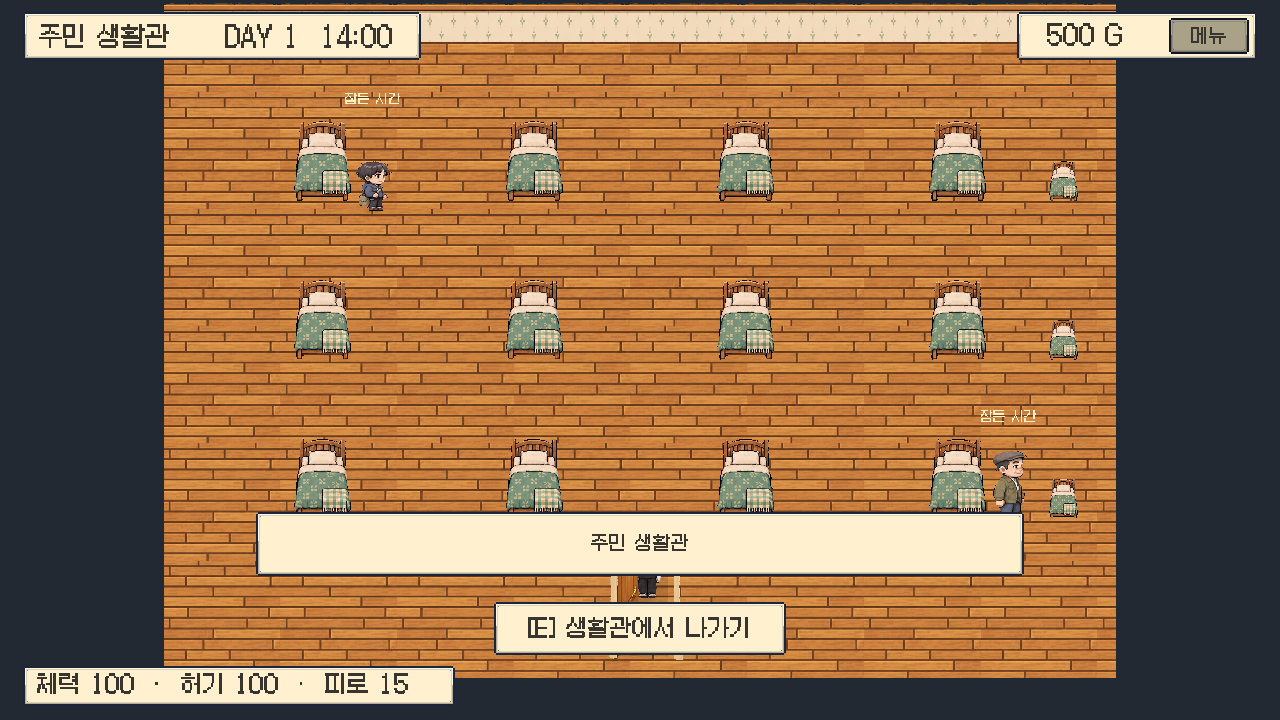 주민 생활관 DAY 1 14:00
500 G 메뉴
잠든 시간
잠든 시간
주민 생활관
[E] 생활관에서 나가기
체력 100 · 허기 100 · 피로 15